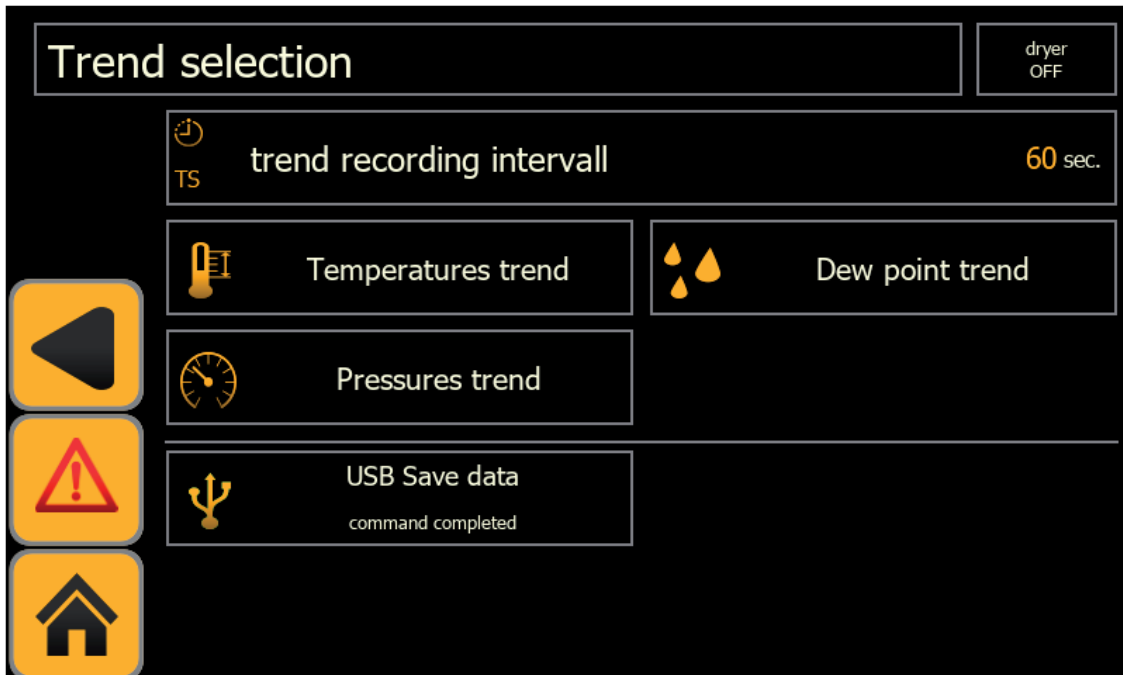 Trend selection
dryer
OFF
TS
trend recording intervall
60 sec.
Temperatures trend
Dew point trend
Pressures trend
USB Save data
command completed